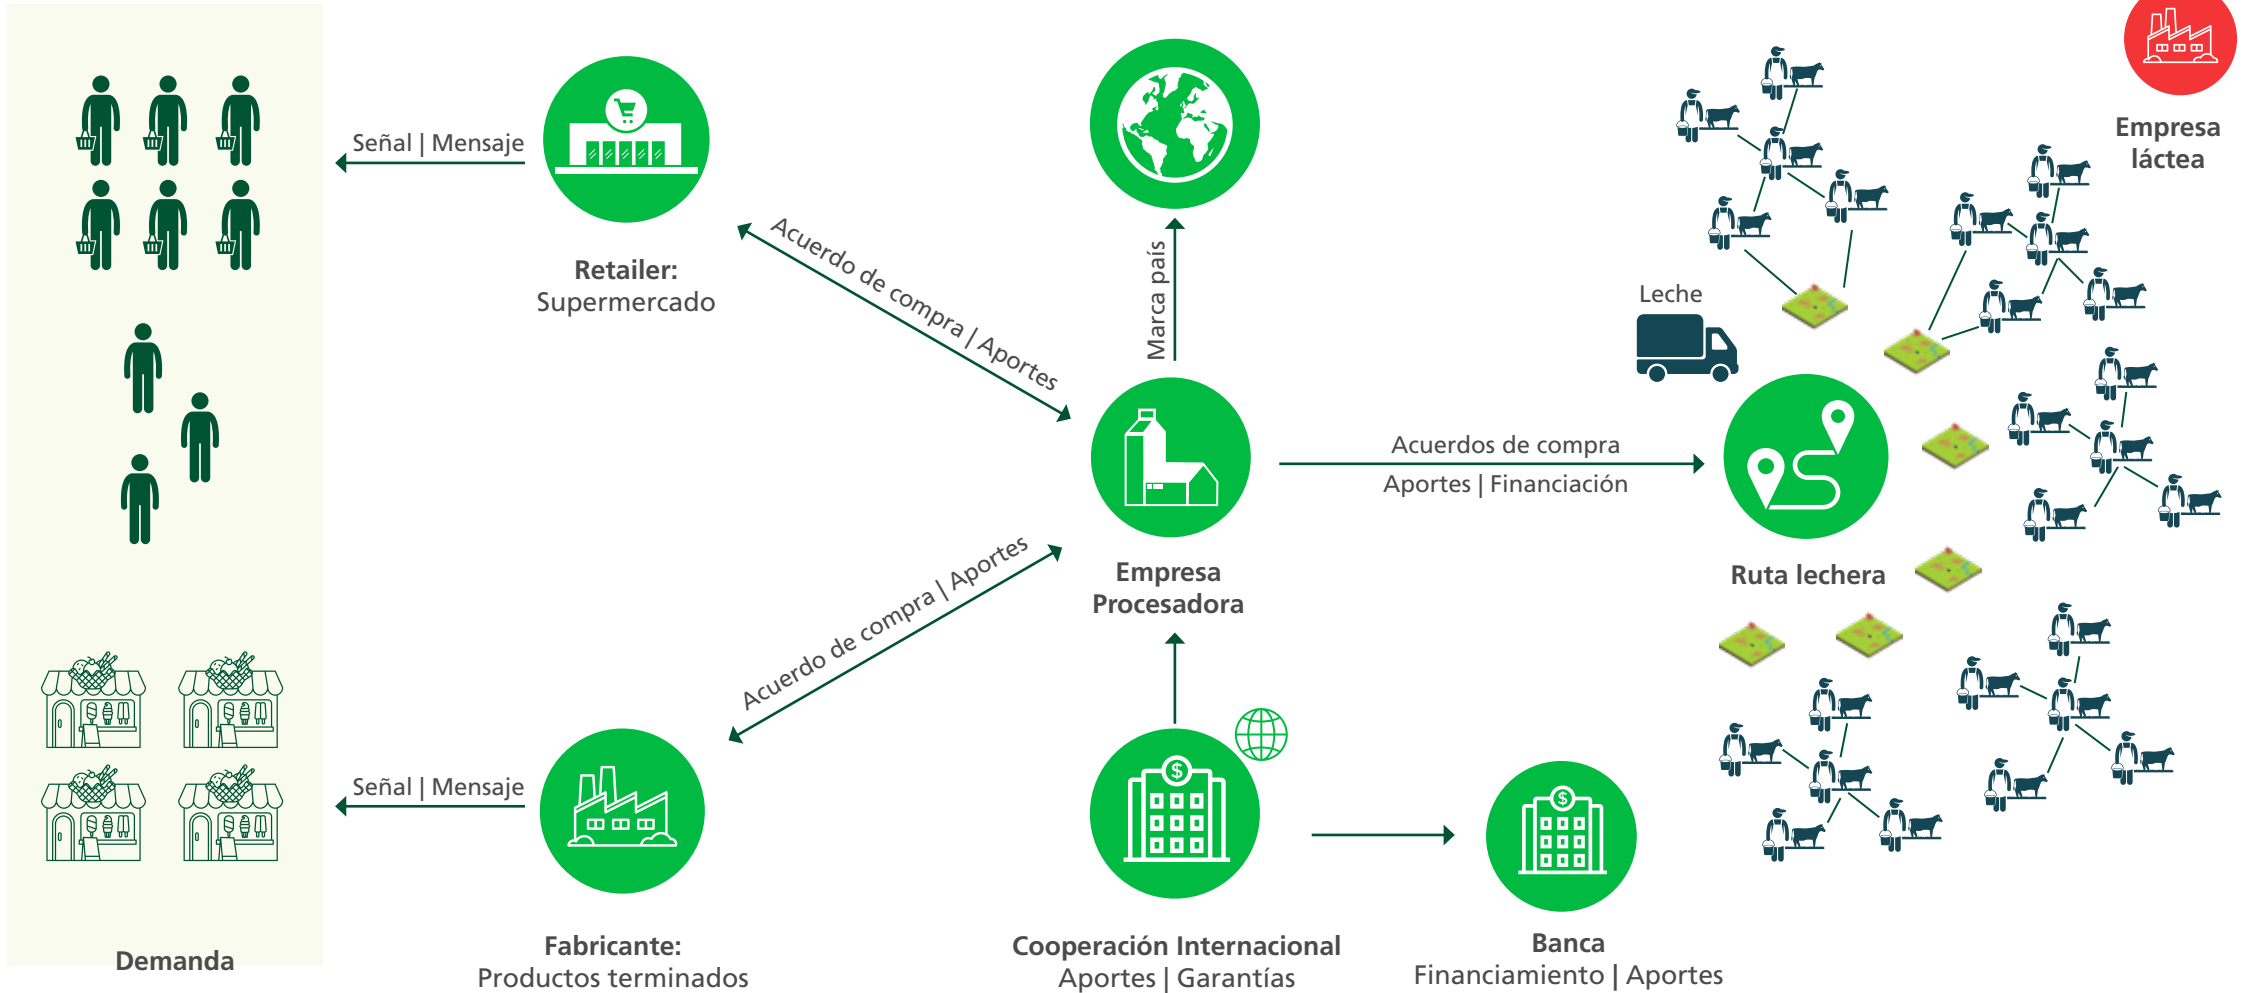 Señal | Mensaje
Retailer:
Supermercado
Acuerdo de compra | Aportes
Marca país
Leche
Empresa
láctea
Acuerdos de compra
Aportes | Financiación
Empresa
Procesadora
Ruta lechera
Acuerdo de compra | Aportes
Señal | Mensaje
$
$
Demanda
Fabricante:
Productos terminados
Cooperación Internacional
Aportes | Garantías
Banca
Financiamiento | Aportes